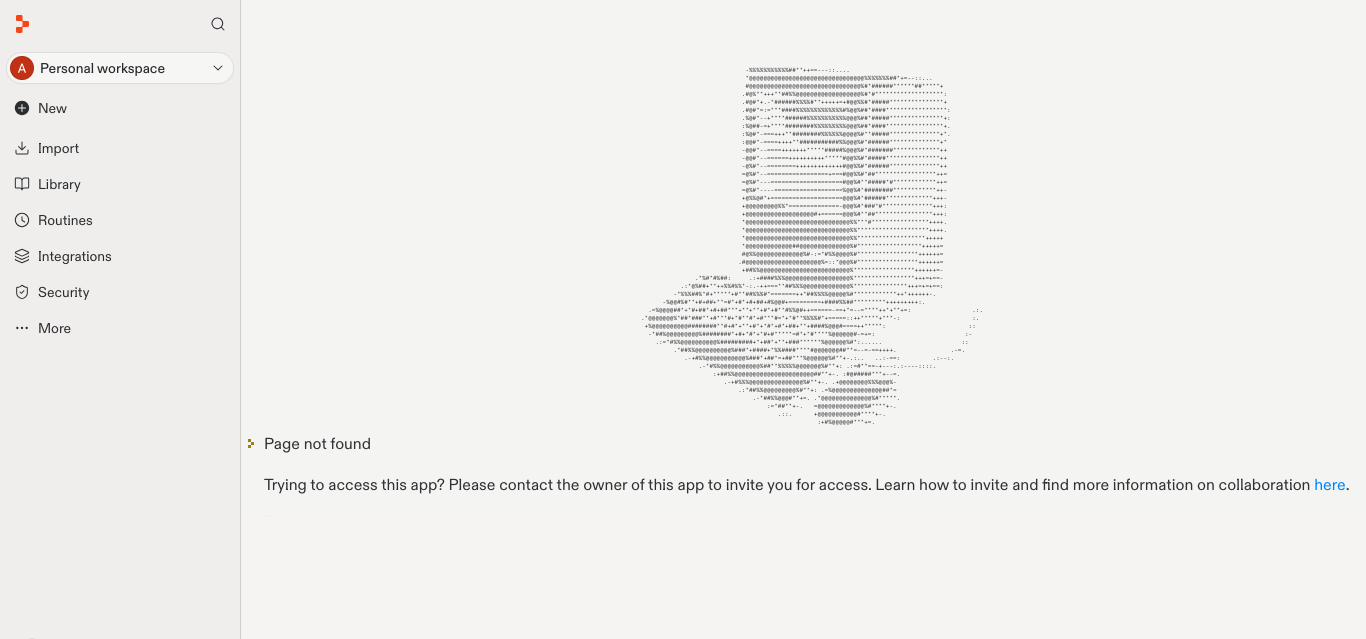 A Personal workspace
New
Import
Library
Routines
Integrations
Security
More
Page not found
Trying to access this app? Please contact the owner of this app to invite you for access. Learn how to invite and find more information on collaboration here.